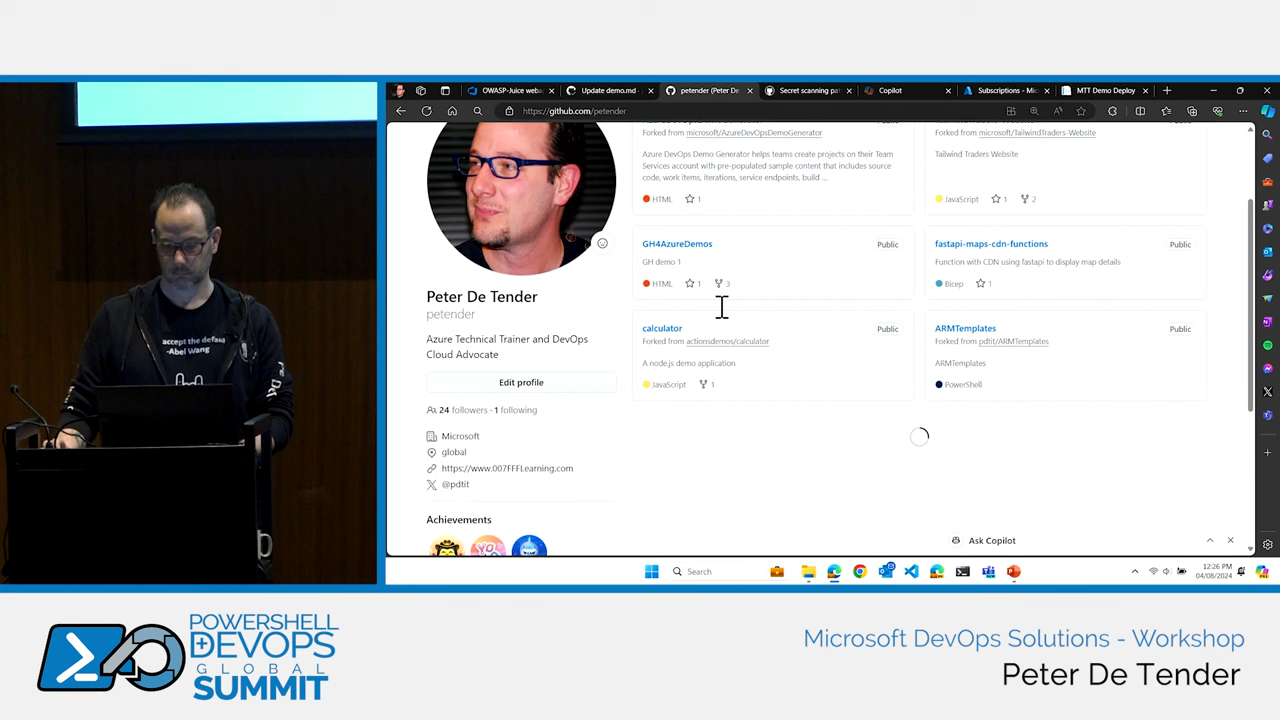 OWASP-Juice weba
Update demo.md -
petender (Peter De
Secret scanning pat
Copilot
Subscriptions - Mic
MTT Demo Deploy
https://github.com/petender
Forked from microsoft/AzureDevOpsDemoGenerator
Azure DevOps Demo Generator helps teams create projects on their Team
Services account with pre-populated sample content that includes source
code, work items, iterations, service endpoints, build ...
HTML 1
Forked from microsoft/TailwindTraders-Website
Tailwind Traders Website
JavaScript 1 2
GH4AzureDemos
Public
GH demo 1
HTML 1 3
fastapi-maps-cdn-functions
Public
Function with CDN using fastapi to display map details
Bicep 1
calculator
Public
Forked from actionsdemos/calculator
A node.js demo application
JavaScript 1
ARMTemplates
Public
Forked from pdtit/ARMTemplates
ARMTemplates
PowerShell
Peter De Tender
petender
Azure Technical Trainer and DevOps
Cloud Advocate
Edit profile
24 followers · 1 following
Microsoft
global
https://www.007FFFLearning.com
@pdtit
Achievements
Ask Copilot
Search
12:26 PM
04/08/2024
accept the defau
-Abel Wang
POWERSHELL
DEVOPS
GLOBAL
SUMMIT
Microsoft DevOps Solutions - Workshop
Peter De Tender